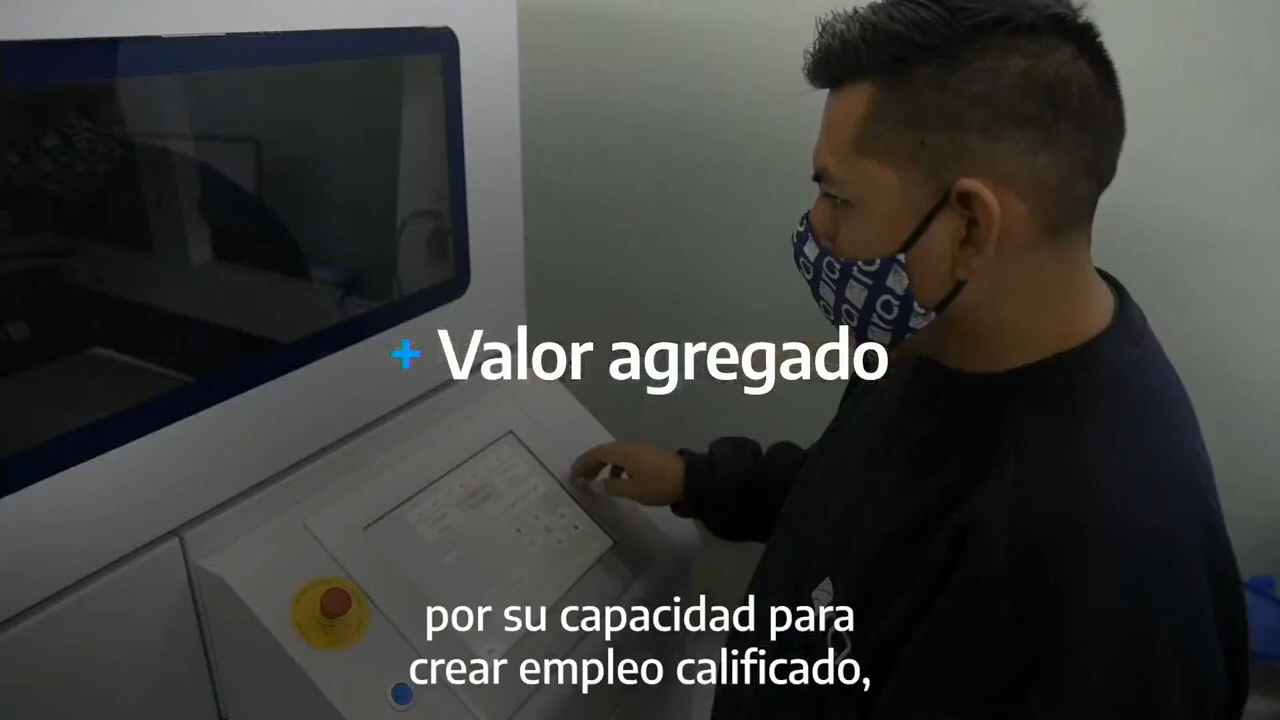 + Valor agregado
por su capacidad para
crear empleo calificado,